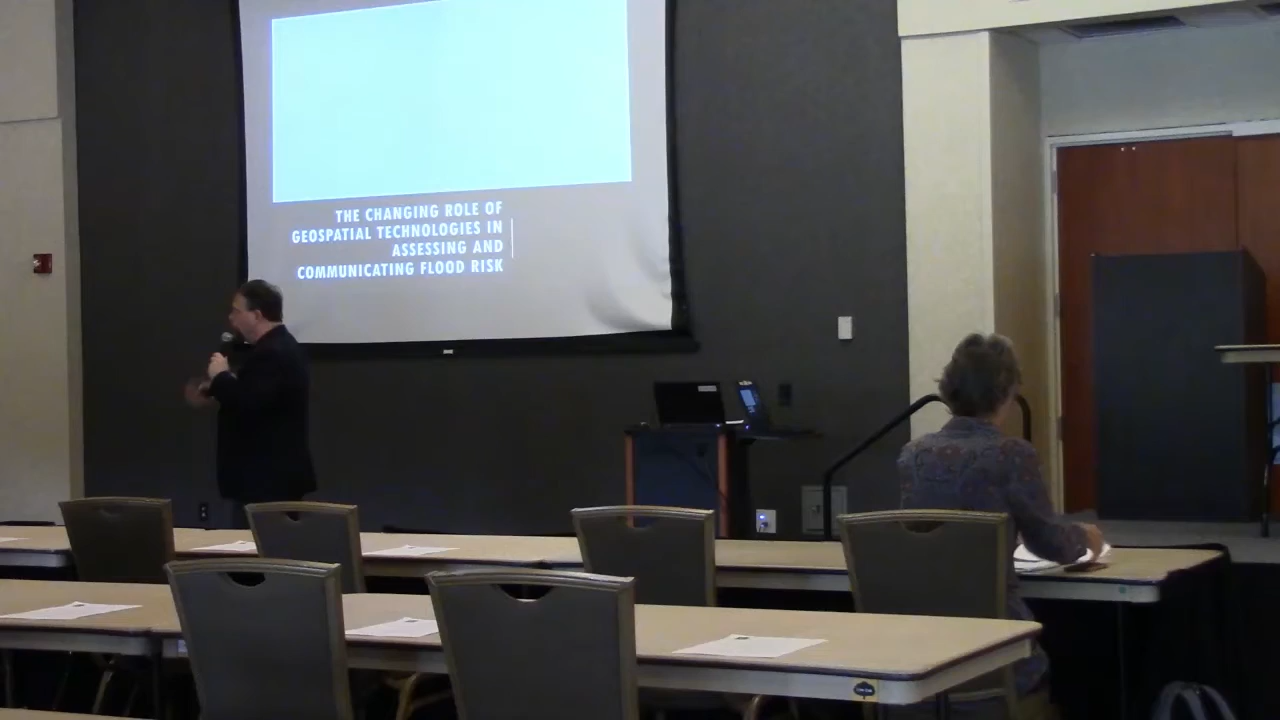 THE CHANGING ROLE OF
GEOSPATIAL TECHNOLOGIES IN
ASSESSING AND
COMMUNICATING FLOOD RISK